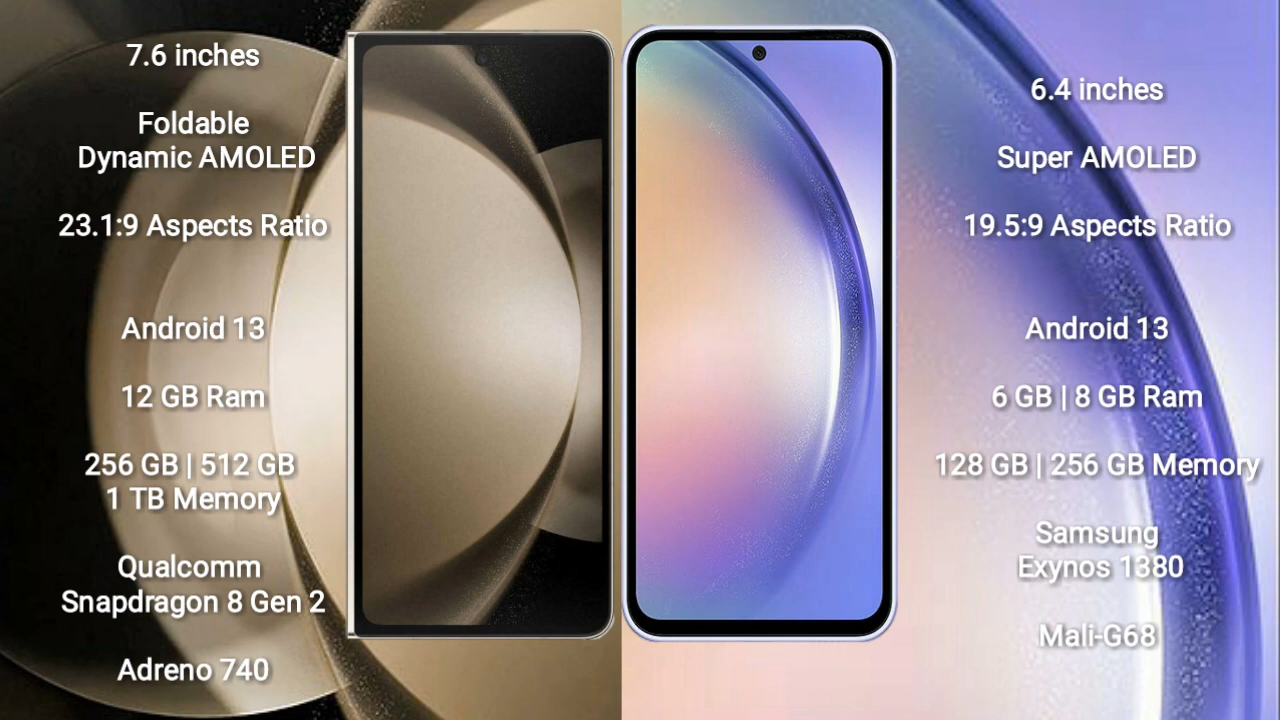 7.6 inches
Foldable
Dynamic AMOLED
23.1:9 Aspects Ratio
Android 13
12 GB Ram
256 GB | 512 GB
1 TB Memory
Qualcomm
Snapdragon 8 Gen 2
Adreno 740
6.4 inches
Super AMOLED
19.5:9 Aspects Ratio
Android 13
6 GB | 8 GB Ram
128 GB | 256 GB Memory
Samsung
Exynos 1380
Mali-G68